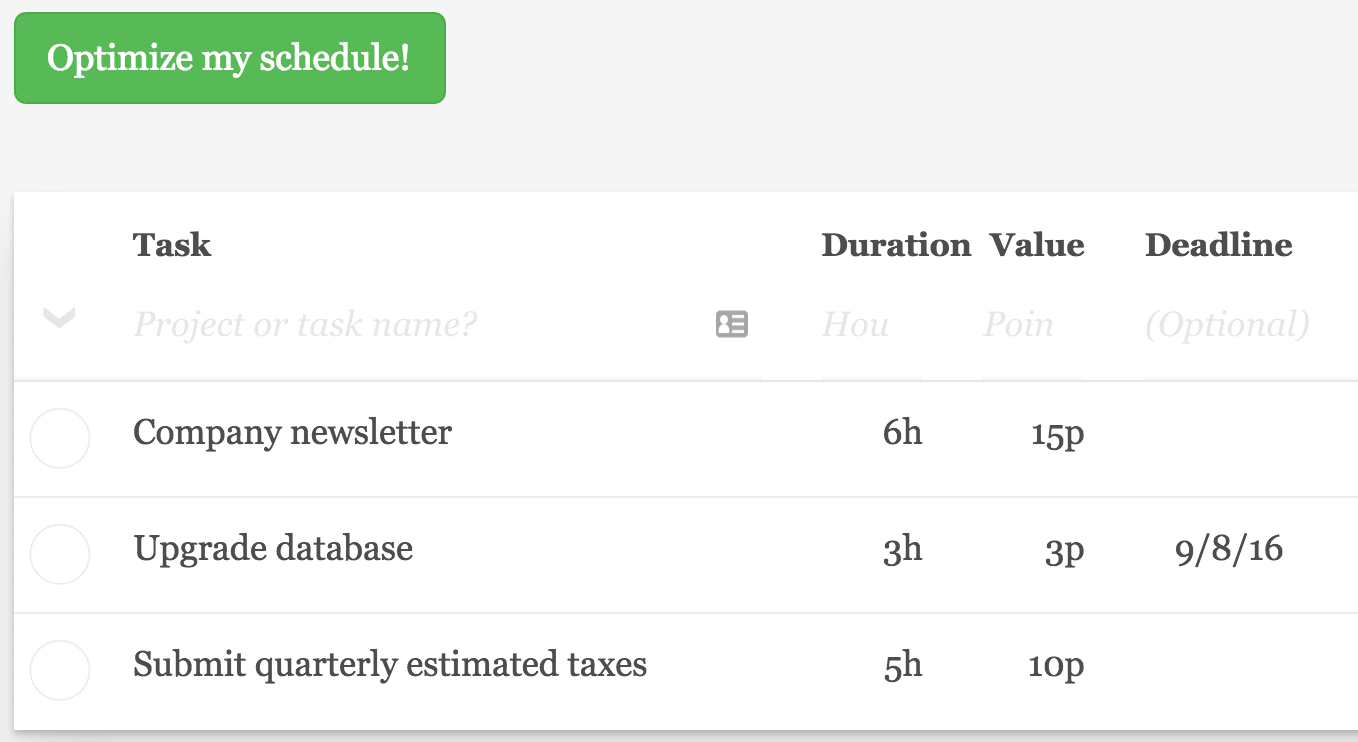 Optimize my schedule!
Task Duration Value Deadline
Project or task name? Hou Poin (Optional)
Company newsletter 6h 15p
Upgrade database 3h 3p 9/8/16
Submit quarterly estimated taxes 5h 10p